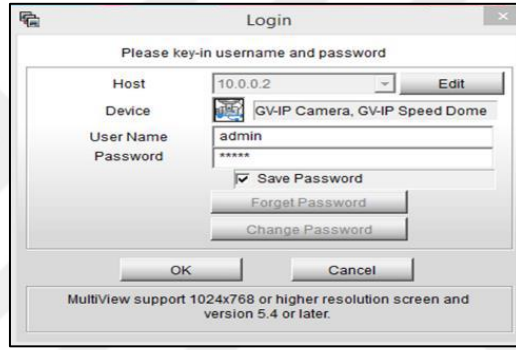 Login
Please key-in username and password
Host 10.0.0.2 Edit
Device GV-IP Camera, GV-IP Speed Dome
User Name admin
Password *****
Save Password
Forget Password
Change Password
OK Cancel
MultiView support 1024x768 or higher resolution screen and
version 5.4 or later.